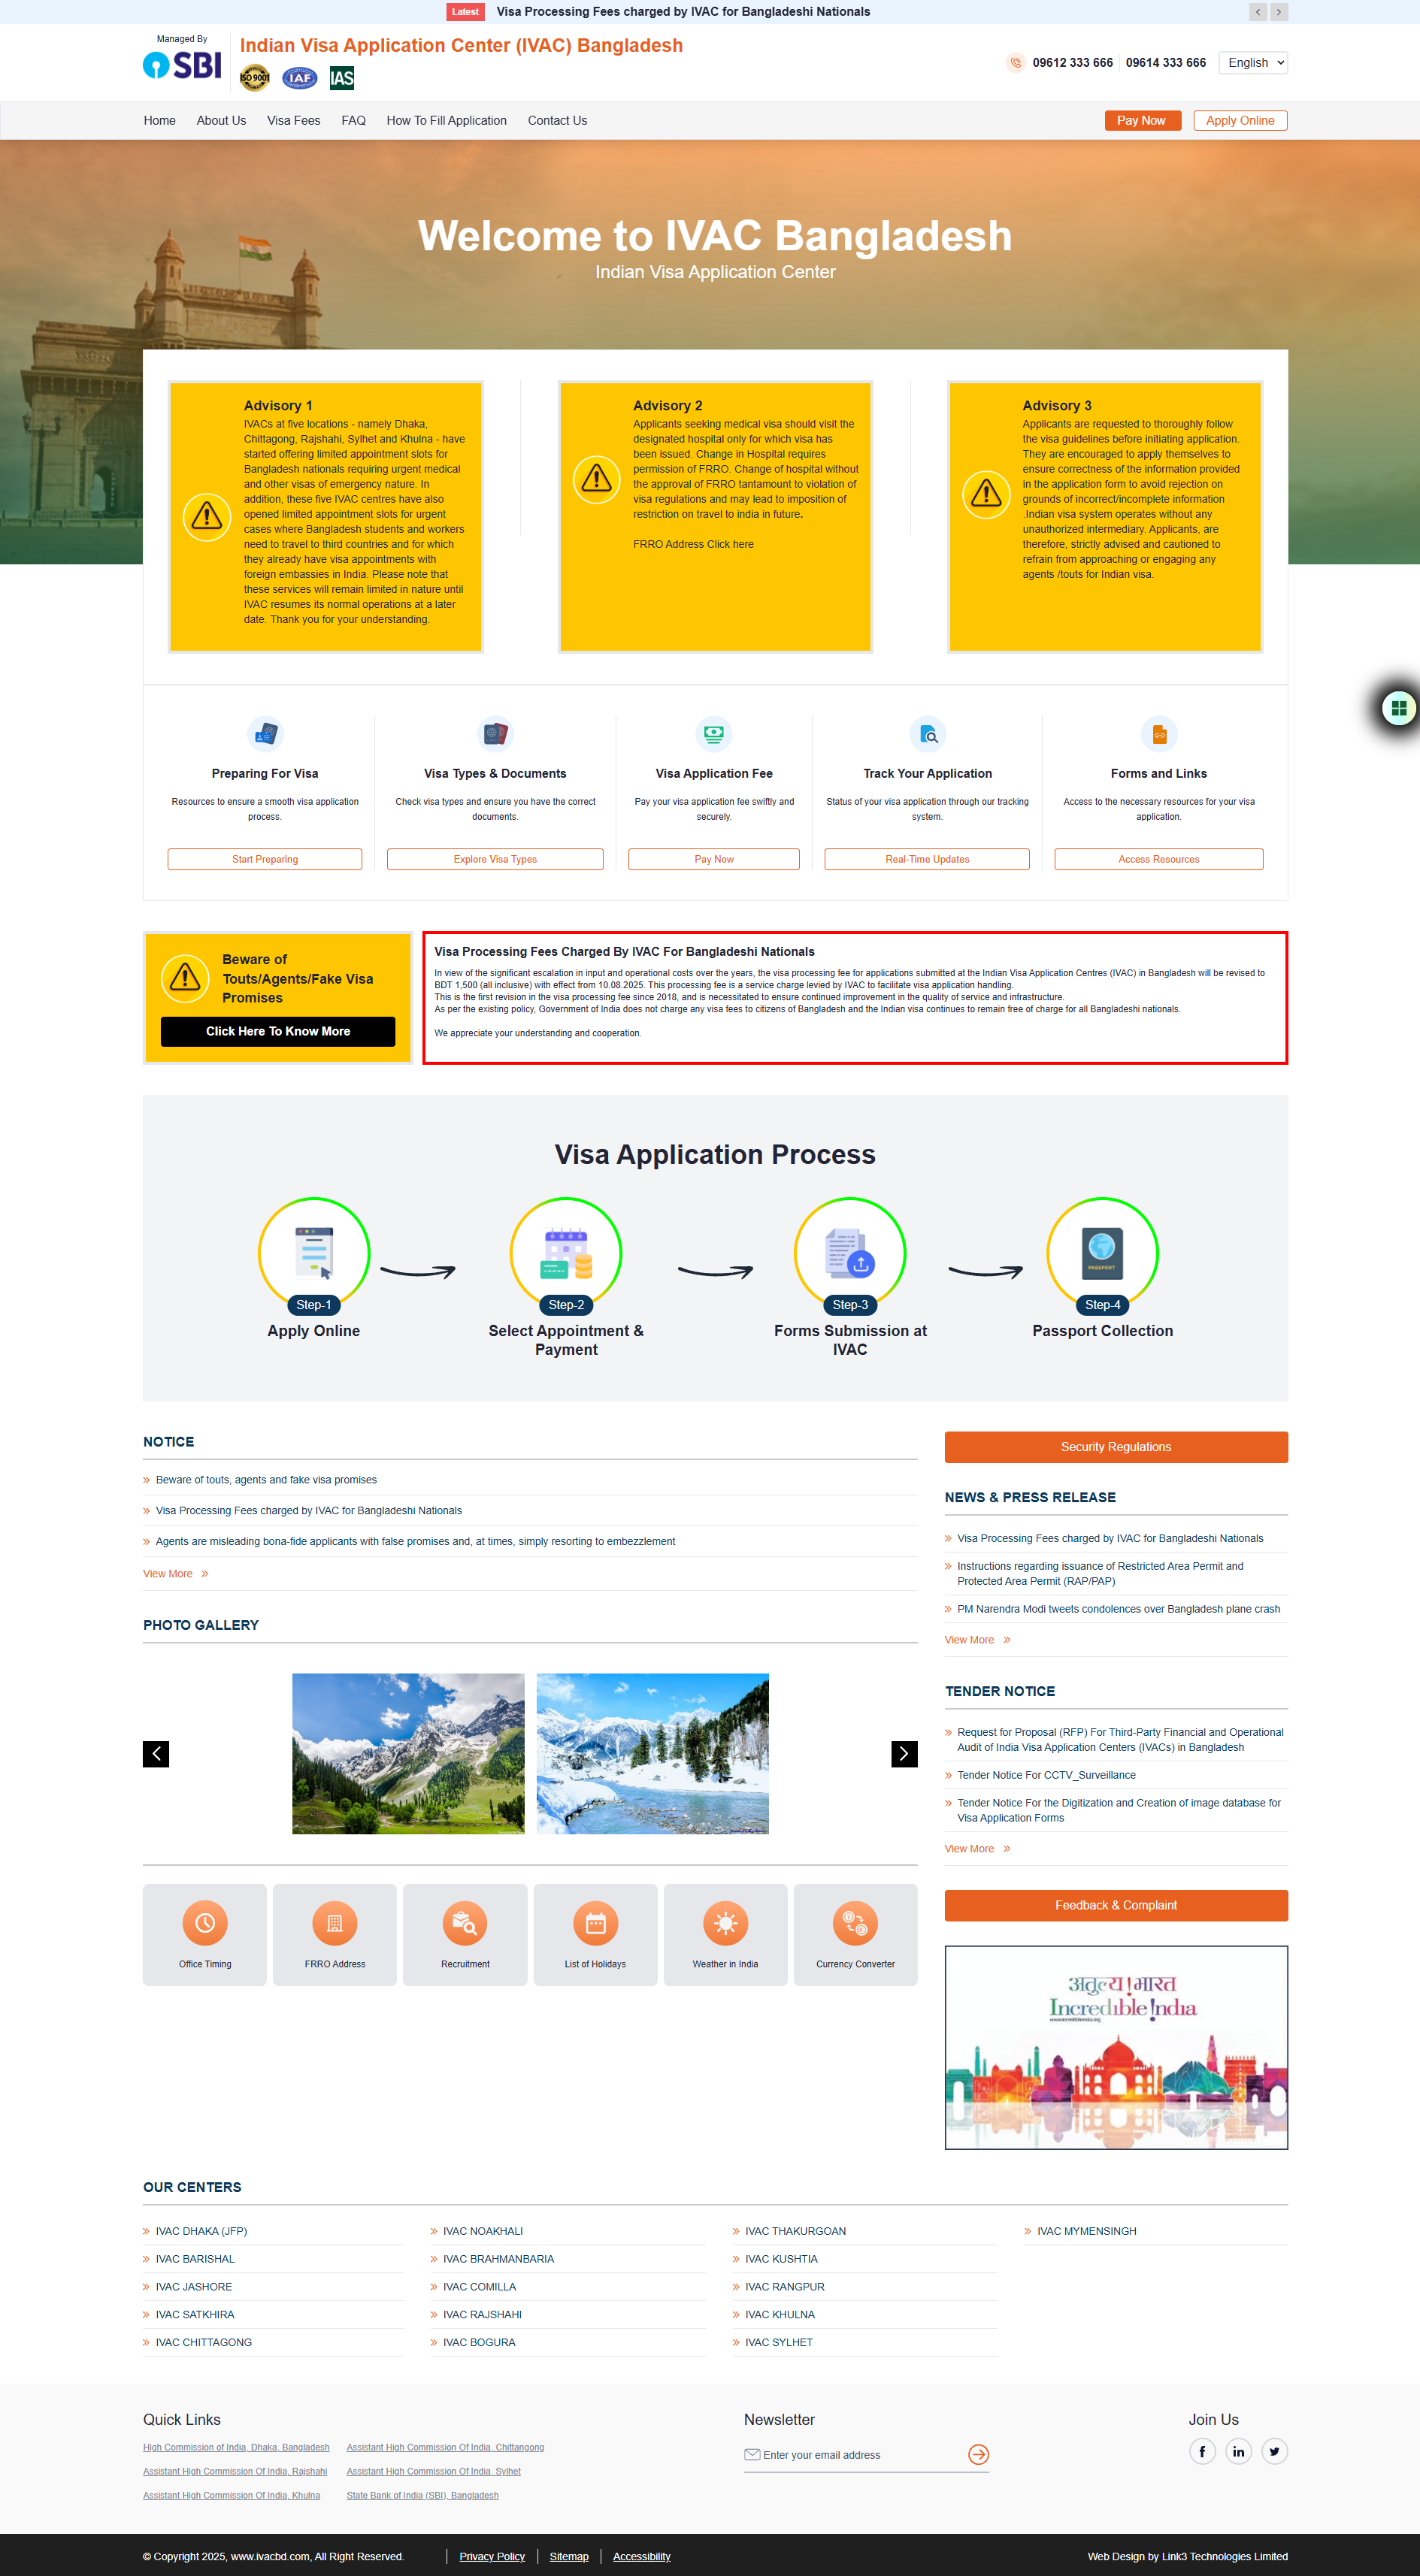 Latest Visa Processing Fees charged by IVAC for Bangladeshi Nationals
Managed By
SBI
Indian Visa Application Center (IVAC) Bangladesh
ISO 9001 IAF IAS
09612 333 666 09614 333 666 English
Home About Us Visa Fees FAQ How To Fill Application Contact Us Pay Now Apply Online
Welcome to IVAC Bangladesh
Indian Visa Application Center
Advisory 1
IVACs at five locations - namely Dhaka,
Chittagong, Rajshahi, Sylhet and Khulna - have
started offering limited appointment slots for
Bangladesh nationals requiring urgent medical
and other visas of emergency nature. In
addition, these five IVAC centres have also
opened limited appointment slots for urgent
cases where Bangladesh students and workers
need to travel to third countries and for which
they already have visa appointments with
foreign embassies in India. Please note that
these services will remain limited in nature until
IVAC resumes its normal operations at a later
date. Thank you for your understanding.
Advisory 2
Applicants seeking medical visa should visit the
designated hospital only for which visa has
been issued. Change in Hospital requires
permission of FRRO. Change of hospital without
the approval of FRRO tantamount to violation of
visa regulations and may lead to imposition of
restriction on travel to india in future.
FRRO Address Click here
Advisory 3
Applicants are requested to thoroughly follow
the visa guidelines before initiating application.
They are encouraged to apply themselves to
ensure correctness of the information provided
in the application form to avoid rejection on
grounds of incorrect/incomplete information
.Indian visa system operates without any
unauthorized intermediary. Applicants, are
therefore, strictly advised and cautioned to
refrain from approaching or engaging any
agents /touts for Indian visa.
Preparing For Visa
Resources to ensure a smooth visa application
process.
Start Preparing
Visa Types & Documents
Check visa types and ensure you have the correct
documents.
Explore Visa Types
Visa Application Fee
Pay your visa application fee swiftly and
securely.
Pay Now
Track Your Application
Status of your visa application through our tracking
system.
Real-Time Updates
Forms and Links
Access to the necessary resources for your visa
application.
Access Resources
Beware of
Touts/Agents/Fake Visa
Promises
Click Here To Know More
Visa Processing Fees Charged By IVAC For Bangladeshi Nationals
In view of the significant escalation in input and operational costs over the years, the visa processing fee for applications submitted at the Indian Visa Application Centres (IVAC) in Bangladesh will be revised to
BDT 1,500 (all inclusive) with effect from 10.08.2025. This processing fee is a service charge levied by IVAC to facilitate visa application handling.
This is the first revision in the visa processing fee since 2018, and is necessitated to ensure continued improvement in the quality of service and infrastructure.
As per the existing policy, Government of India does not charge any visa fees to citizens of Bangladesh and the Indian visa continues to remain free of charge for all Bangladeshi nationals.
We appreciate your understanding and cooperation.
Visa Application Process
Step-1
Apply Online
Step-2
Select Appointment &
Payment
Step-3
Forms Submission at
IVAC
PASSPORT
Step-4
Passport Collection
NOTICE
Beware of touts, agents and fake visa promises
Visa Processing Fees charged by IVAC for Bangladeshi Nationals
Agents are misleading bona-fide applicants with false promises and, at times, simply resorting to embezzlement
View More
PHOTO GALLERY
Office Timing
FRRO Address
Recruitment
List of Holidays
Weather in India
Currency Converter
Security Regulations
NEWS & PRESS RELEASE
Visa Processing Fees charged by IVAC for Bangladeshi Nationals
Instructions regarding issuance of Restricted Area Permit and
Protected Area Permit (RAP/PAP)
PM Narendra Modi tweets condolences over Bangladesh plane crash
View More
TENDER NOTICE
Request for Proposal (RFP) For Third-Party Financial and Operational
Audit of India Visa Application Centers (IVACs) in Bangladesh
Tender Notice For CCTV_Surveillance
Tender Notice For the Digitization and Creation of image database for
Visa Application Forms
View More
Feedback & Complaint
अतुल्य ! भारत
Incredible !ndia
www.incredibleindia.org
OUR CENTERS
IVAC DHAKA (JFP)
IVAC BARISHAL
IVAC JASHORE
IVAC SATKHIRA
IVAC CHITTAGONG
IVAC NOAKHALI
IVAC BRAHMANBARIA
IVAC COMILLA
IVAC RAJSHAHI
IVAC BOGURA
IVAC THAKURGOAN
IVAC KUSHTIA
IVAC RANGPUR
IVAC KHULNA
IVAC SYLHET
IVAC MYMENSINGH
Quick Links
High Commission of India, Dhaka, Bangladesh
Assistant High Commission Of India, Rajshahi
Assistant High Commission Of India, Khulna
Assistant High Commission Of India, Chittangong
Assistant High Commission Of India, Sylhet
State Bank of India (SBI), Bangladesh
Newsletter
Enter your email address
Join Us
© Copyright 2025, www.ivacbd.com, All Right Reserved. Privacy Policy Sitemap Accessibility Web Design by Link3 Technologies Limited